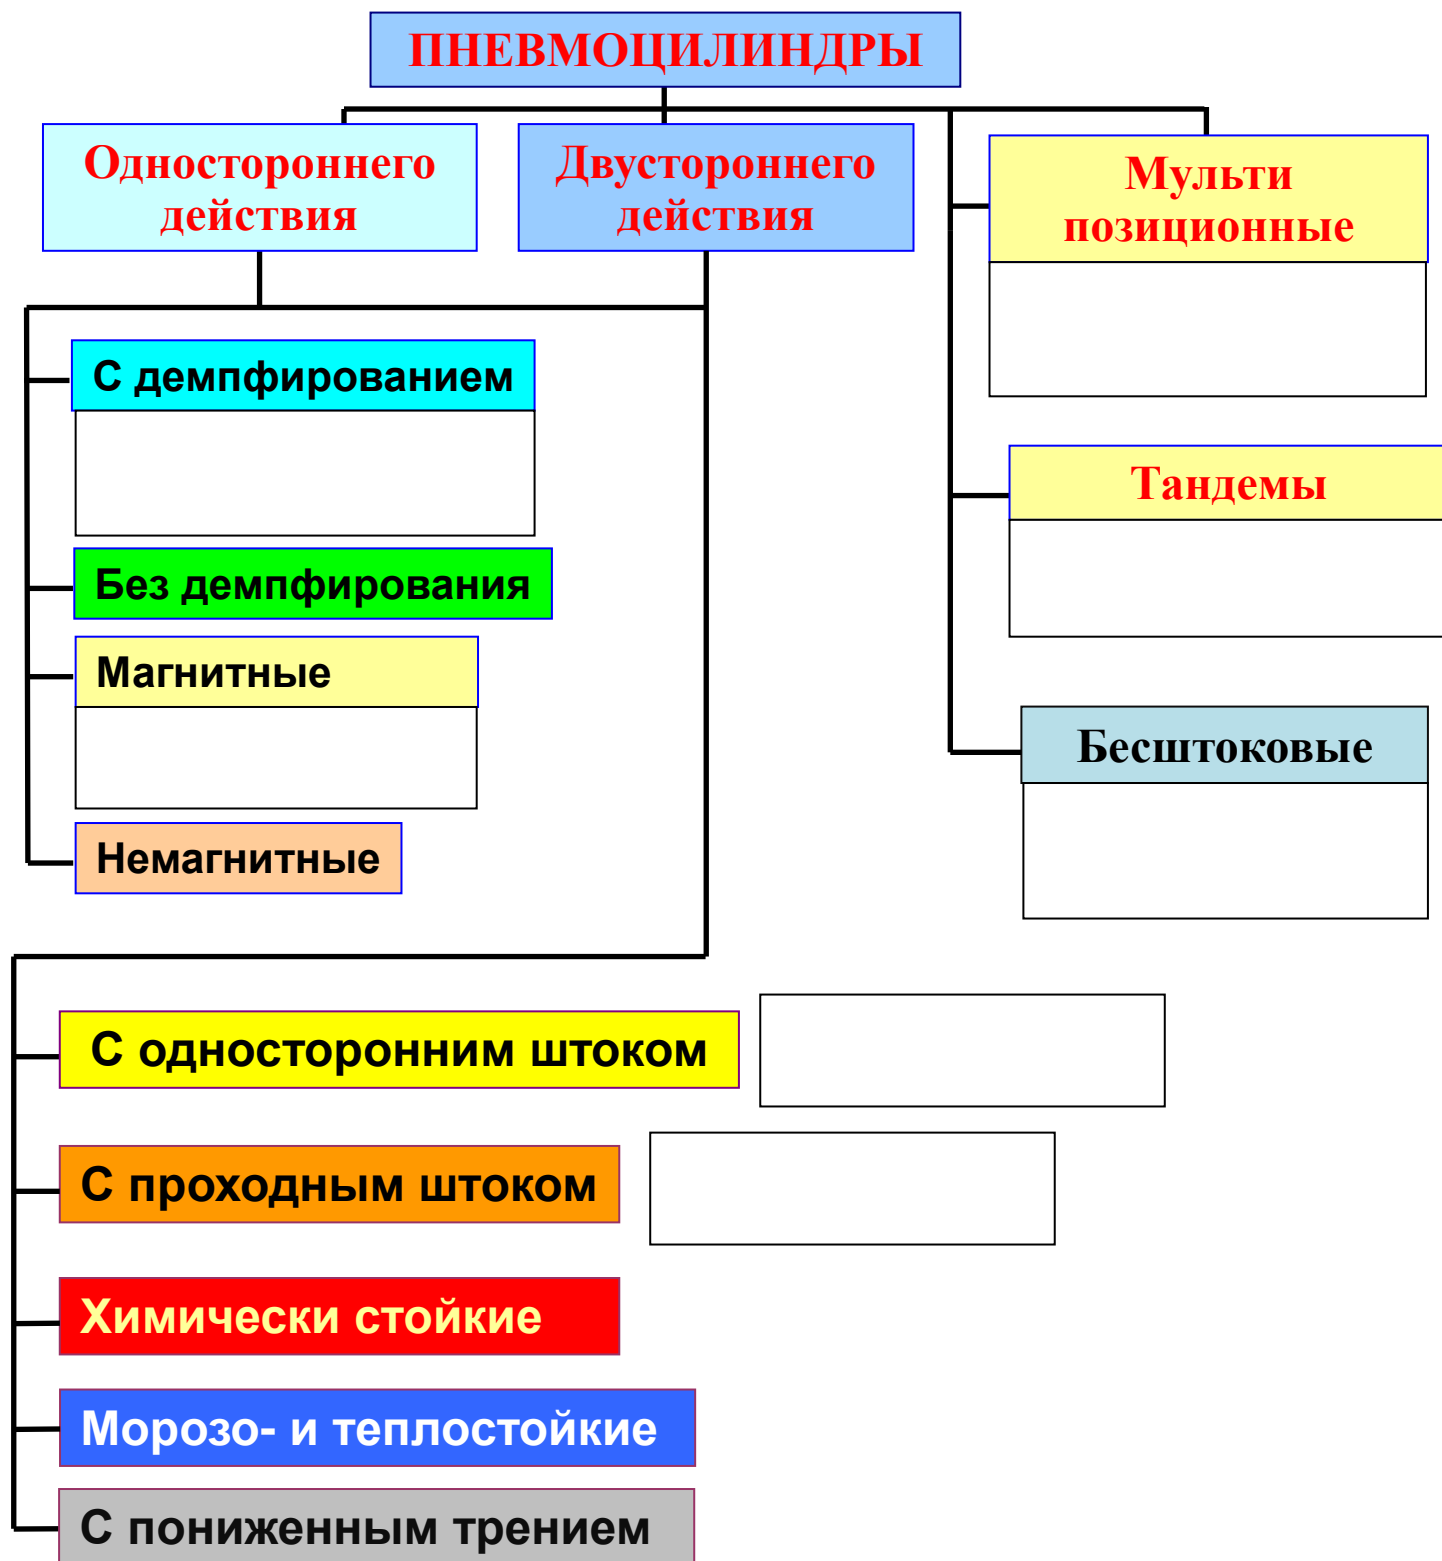 ПНЕВМОЦИЛИНДРЫ
Одностороннего
действия
Двустороннего
действия
Мульти
позиционные
С демпфированием
Без демпфирования
Магнитные
Немагнитные
Тандемы
Бесштоковые
С односторонним штоком
С проходным штоком
Химически стойкие
Морозо- и теплостойкие
С пониженным трением